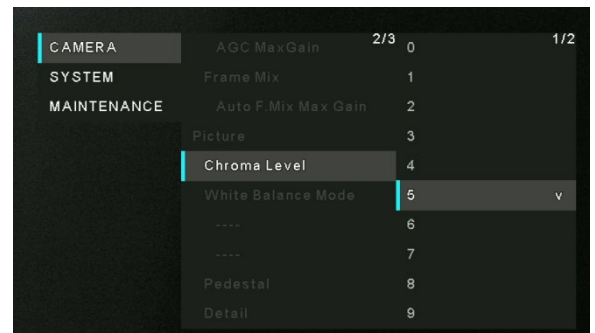 CAMERA
SYSTEM
MAINTENANCE
2/3
AGC MaxGain
Frame Mix
Auto F.Mix Max Gain
Picture
Chroma Level
White Balance Mode
----
----
Pedestal
Detail
1/2
0
1
2
3
4
5 v
6
7
8
9